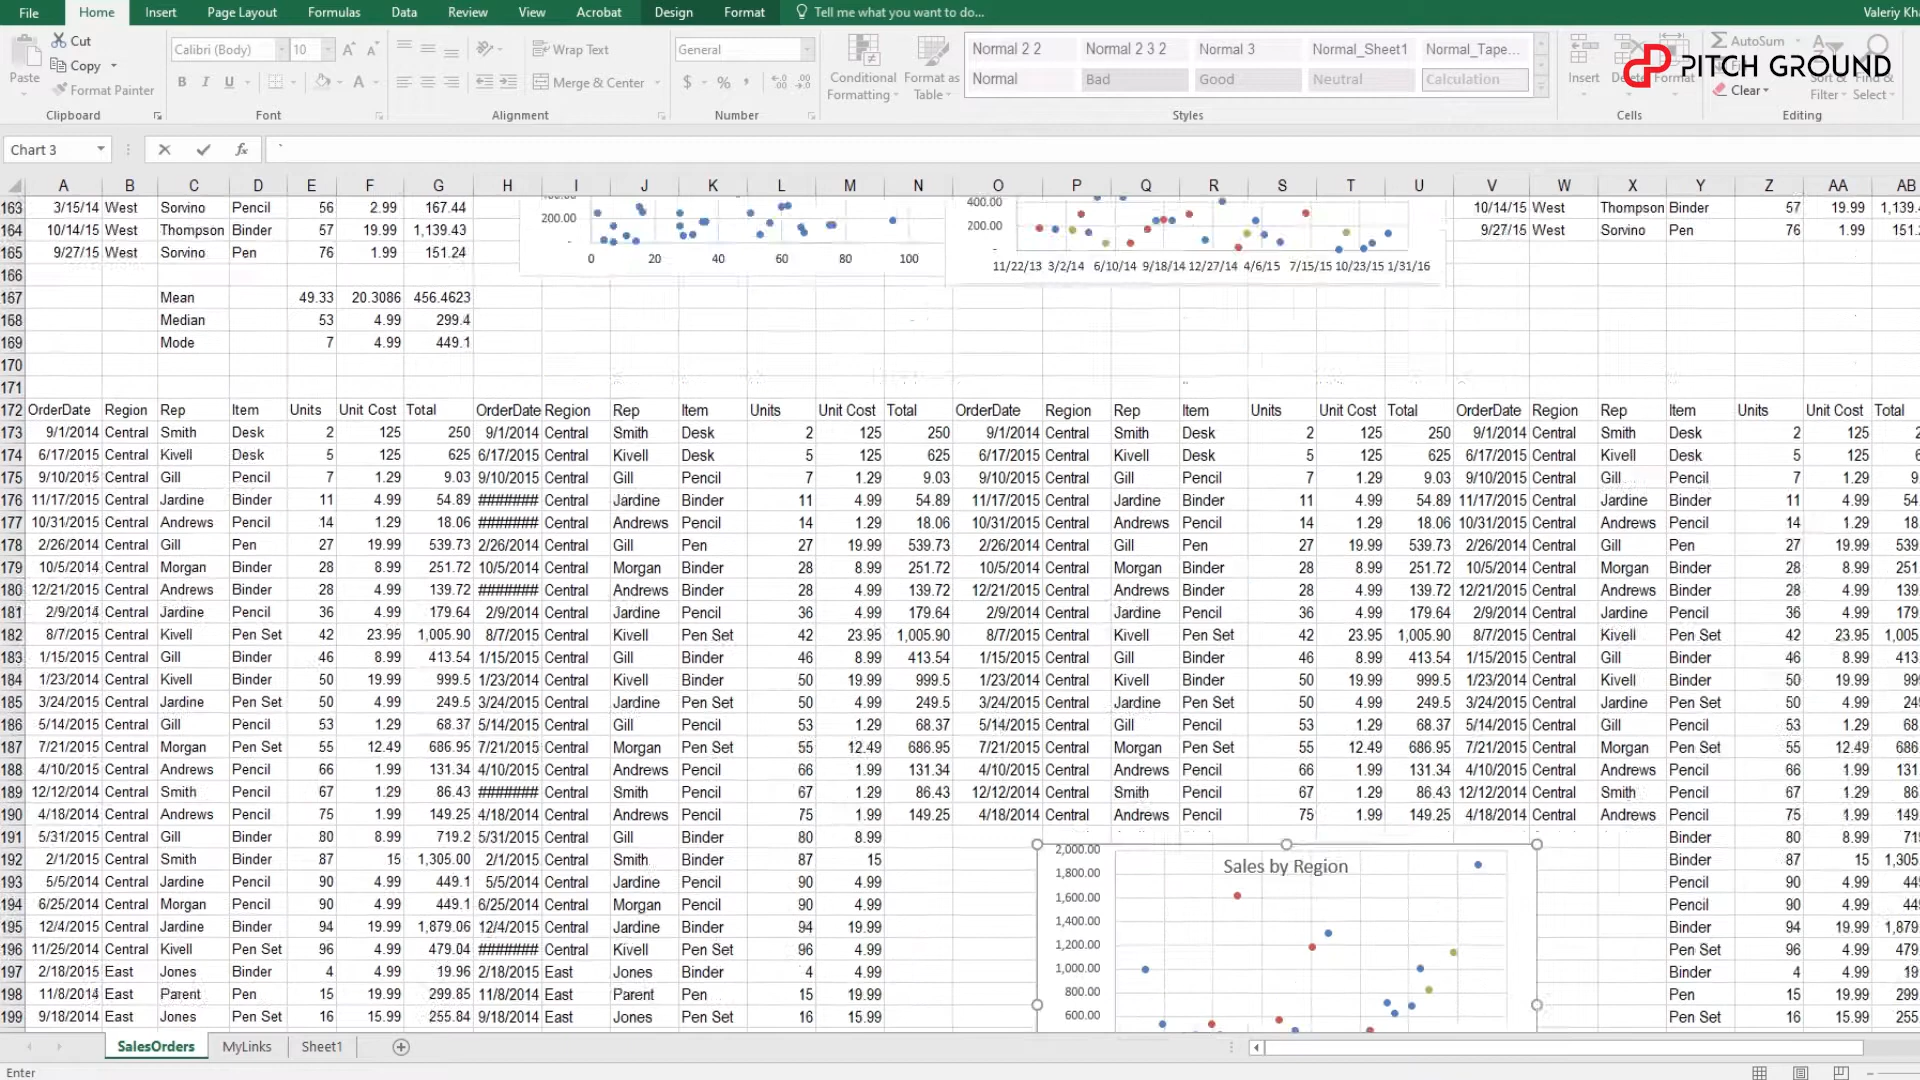 File Home Insert Page Layout Formulas Data Review View Acrobat Design Format Tell me what you want to do... Valeriy Kha
Cut Copy Format Painter Paste Clipboard
Calibri (Body) 10 B I U A Font
Wrap Text Merge & Center Alignment
General $ % Number
Conditional Formatting Format as Table
Normal 2 2 Normal 2 3 2 Normal 3 Normal_Sheet1 Normal_Tape...
Normal Bad Good Neutral Calculation
Styles
Insert Delete Format Cells
AutoSum Clear Sort & Filter Find & Select Editing
PITCH GROUND
Chart 3 fx
A B C D E F G H I J K L M N O P Q R S T U V W X Y Z AA AB
163 3/15/14 West Sorvino Pencil 56 2.99 167.44 10/14/15 West Thompson Binder 57 19.99 1,139.4
164 10/14/15 West Thompson Binder 57 19.99 1,139.43 9/27/15 West Sorvino Pen 76 1.99 151.2
165 9/27/15 West Sorvino Pen 76 1.99 151.24
200.00 -
0 20 40 60 80 100
400.00 200.00 -
11/22/13 3/2/14 6/10/14 9/18/14 12/27/14 4/6/15 7/15/15 10/23/15 1/31/16
166
167 Mean 49.33 20.3086 456.4623
168 Median 53 4.99 299.4
169 Mode 7 4.99 449.1
170
171
172 OrderDate Region Rep Item Units Unit Cost Total OrderDate Region Rep Item Units Unit Cost Total OrderDate Region Rep Item Units Unit Cost Total OrderDate Region Rep Item Units Unit Cost Total
173 9/1/2014 Central Smith Desk 2 125 250 9/1/2014 Central Smith Desk 2 125 250 9/1/2014 Central Smith Desk 2 125 250 9/1/2014 Central Smith Desk 2 125 2
174 6/17/2015 Central Kivell Desk 5 125 625 6/17/2015 Central Kivell Desk 5 125 625 6/17/2015 Central Kivell Desk 5 125 625 6/17/2015 Central Kivell Desk 5 125 6
175 9/10/2015 Central Gill Pencil 7 1.29 9.03 9/10/2015 Central Gill Pencil 7 1.29 9.03 9/10/2015 Central Gill Pencil 7 1.29 9.03 9/10/2015 Central Gill Pencil 7 1.29 9.
176 11/17/2015 Central Jardine Binder 11 4.99 54.89 ######## Central Jardine Binder 11 4.99 54.89 11/17/2015 Central Jardine Binder 11 4.99 54.89 11/17/2015 Central Jardine Binder 11 4.99 54
177 10/31/2015 Central Andrews Pencil 14 1.29 18.06 ######## Central Andrews Pencil 14 1.29 18.06 10/31/2015 Central Andrews Pencil 14 1.29 18.06 10/31/2015 Central Andrews Pencil 14 1.29 18.
178 2/26/2014 Central Gill Pen 27 19.99 539.73 2/26/2014 Central Gill Pen 27 19.99 539.73 2/26/2014 Central Gill Pen 27 19.99 539.73 2/26/2014 Central Gill Pen 27 19.99 539
179 10/5/2014 Central Morgan Binder 28 8.99 251.72 10/5/2014 Central Morgan Binder 28 8.99 251.72 10/5/2014 Central Morgan Binder 28 8.99 251.72 10/5/2014 Central Morgan Binder 28 8.99 251
180 12/21/2015 Central Andrews Binder 28 4.99 139.72 ######## Central Andrews Binder 28 4.99 139.72 12/21/2015 Central Andrews Binder 28 4.99 139.72 12/21/2015 Central Andrews Binder 28 4.99 139
181 2/9/2014 Central Jardine Pencil 36 4.99 179.64 2/9/2014 Central Jardine Pencil 36 4.99 179.64 2/9/2014 Central Jardine Pencil 36 4.99 179.64 2/9/2014 Central Jardine Pencil 36 4.99 179
182 8/7/2015 Central Kivell Pen Set 42 23.95 1,005.90 8/7/2015 Central Kivell Pen Set 42 23.95 1,005.90 8/7/2015 Central Kivell Pen Set 42 23.95 1,005.90 8/7/2015 Central Kivell Pen Set 42 23.95 1,005
183 1/15/2015 Central Gill Binder 46 8.99 413.54 1/15/2015 Central Gill Binder 46 8.99 413.54 1/15/2015 Central Gill Binder 46 8.99 413.54 1/15/2015 Central Gill Binder 46 8.99 413
184 1/23/2014 Central Kivell Binder 50 19.99 999.5 1/23/2014 Central Kivell Binder 50 19.99 999.5 1/23/2014 Central Kivell Binder 50 19.99 999.5 1/23/2014 Central Kivell Binder 50 19.99 999
185 3/24/2015 Central Jardine Pen Set 50 4.99 249.5 3/24/2015 Central Jardine Pen Set 50 4.99 249.5 3/24/2015 Central Jardine Pen Set 50 4.99 249.5 3/24/2015 Central Jardine Pen Set 50 4.99 249
186 5/14/2015 Central Gill Pencil 53 1.29 68.37 5/14/2015 Central Gill Pencil 53 1.29 68.37 5/14/2015 Central Gill Pencil 53 1.29 68.37 5/14/2015 Central Gill Pencil 53 1.29 68
187 7/21/2015 Central Morgan Pen Set 55 12.49 686.95 7/21/2015 Central Morgan Pen Set 55 12.49 686.95 7/21/2015 Central Morgan Pen Set 55 12.49 686.95 7/21/2015 Central Morgan Pen Set 55 12.49 686
188 4/10/2015 Central Andrews Pencil 66 1.99 131.34 4/10/2015 Central Andrews Pencil 66 1.99 131.34 4/10/2015 Central Andrews Pencil 66 1.99 131.34 4/10/2015 Central Andrews Pencil 66 1.99 131
189 12/12/2014 Central Smith Pencil 67 1.29 86.43 ######## Central Smith Pencil 67 1.29 86.43 12/12/2014 Central Smith Pencil 67 1.29 86.43 12/12/2014 Central Smith Pencil 67 1.29 86
190 4/18/2014 Central Andrews Pencil 75 1.99 149.25 4/18/2014 Central Andrews Pencil 75 1.99 149.25 4/18/2014 Central Andrews Pencil 75 1.99 149.25 4/18/2014 Central Andrews Pencil 75 1.99 149
191 5/31/2015 Central Gill Binder 80 8.99 719.2 5/31/2015 Central Gill Binder 80 8.99 Binder 80 8.99 719
192 2/1/2015 Central Smith Binder 87 15 1,305.00 2/1/2015 Central Smith Binder 87 15 Binder 87 15 1,305
193 5/5/2014 Central Jardine Pencil 90 4.99 449.1 5/5/2014 Central Jardine Pencil 90 4.99 Pencil 90 4.99 449
194 6/25/2014 Central Morgan Pencil 90 4.99 449.1 6/25/2014 Central Morgan Pencil 90 4.99 Pencil 90 4.99 449
195 12/4/2015 Central Jardine Binder 94 19.99 1,879.06 12/4/2015 Central Jardine Binder 94 19.99 Binder 94 19.99 1,879
196 11/25/2014 Central Kivell Pen Set 96 4.99 479.04 ######## Central Kivell Pen Set 96 4.99 Pen Set 96 4.99 479
197 2/18/2015 East Jones Binder 4 4.99 19.96 2/18/2015 East Jones Binder 4 4.99 Binder 4 4.99 19
198 11/8/2014 East Parent Pen 15 19.99 299.85 11/8/2014 East Parent Pen 15 19.99 Pen 15 19.99 299
199 9/18/2014 East Jones Pen Set 16 15.99 255.84 9/18/2014 East Jones Pen Set 16 15.99 Pen Set 16 15.99 255
Sales by Region
2,000.00
1,800.00
1,600.00
1,400.00
1,200.00
1,000.00
800.00
600.00
SalesOrders MyLinks Sheet1
Enter